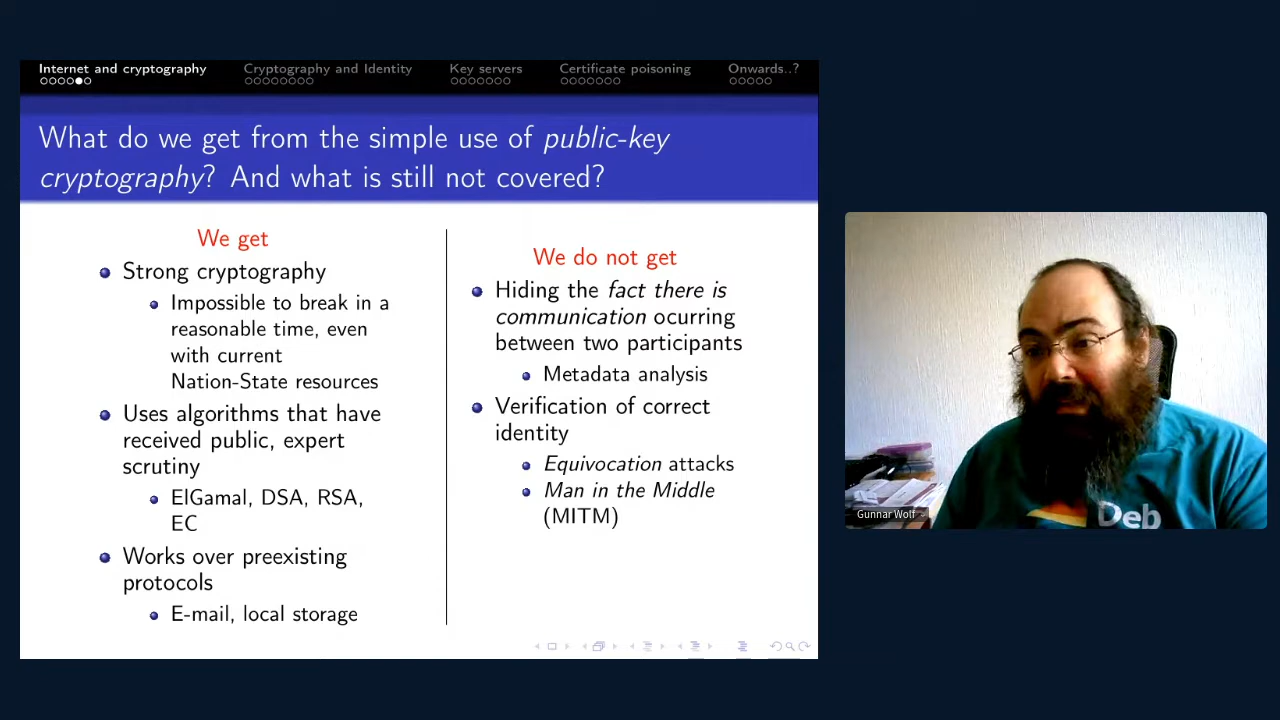 Internet and cryptography
Cryptography and Identity
Key servers
Certificate poisoning
Onwards..?
What do we get from the simple use of public-key
cryptography? And what is still not covered?
We get
Strong cryptography
Impossible to break in a
reasonable time, even
with current
Nation-State resources
Uses algorithms that have
received public, expert
scrutiny
ElGamal, DSA, RSA,
EC
Works over preexisting
protocols
E-mail, local storage
We do not get
Hiding the fact there is
communication ocurring
between two participants
Metadata analysis
Verification of correct
identity
Equivocation attacks
Man in the Middle
(MITM)
Gunnar Wolf
Deb